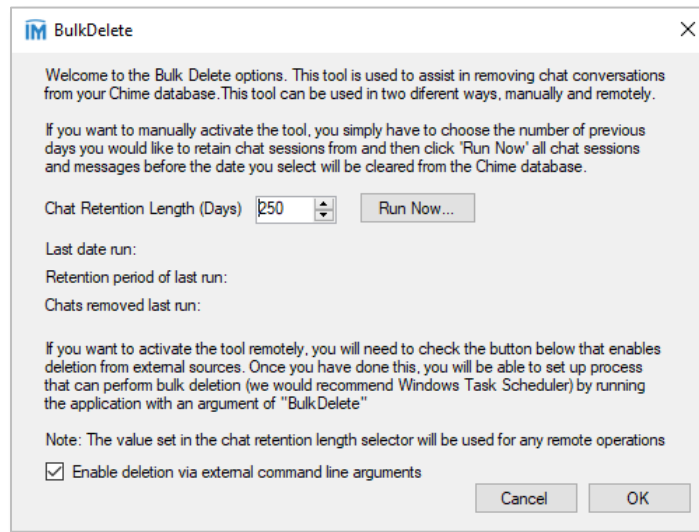 IM BulkDelete
Welcome to the Bulk Delete options. This tool is used to assist in removing chat conversations
from your Chime database.This tool can be used in two diferent ways, manually and remotely.
If you want to manually activate the tool, you simply have to choose the number of previous
days you would like to retain chat sessions from and then click 'Run Now' all chat sessions
and messages before the date you select will be cleared from the Chime database.
Chat Retention Length (Days) 250 Run Now...
Last date run:
Retention period of last run:
Chats removed last run:
If you want to activate the tool remotely, you will need to check the button below that enables
deletion from external sources. Once you have done this, you will be able to set up process
that can perform bulk deletion (we would recommend Windows Task Scheduler) by running
the application with an argument of "BulkDelete"
Note: The value set in the chat retention length selector will be used for any remote operations
Enable deletion via external command line arguments
Cancel OK